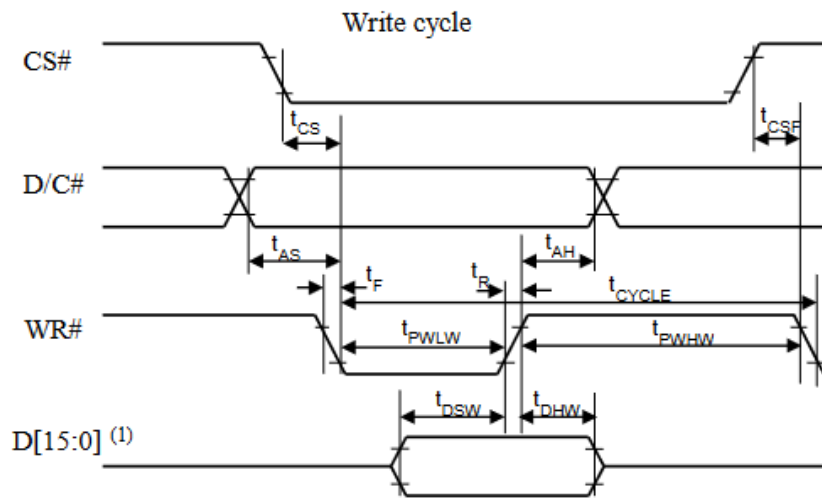 Write cycle
CS#
tCS
tCSF
D/C#
tAS
tAH
tF
tR
tCYCLE
WR#
tPWLW
tPWHW
tDSW
tDHW
D[15:0] (1)